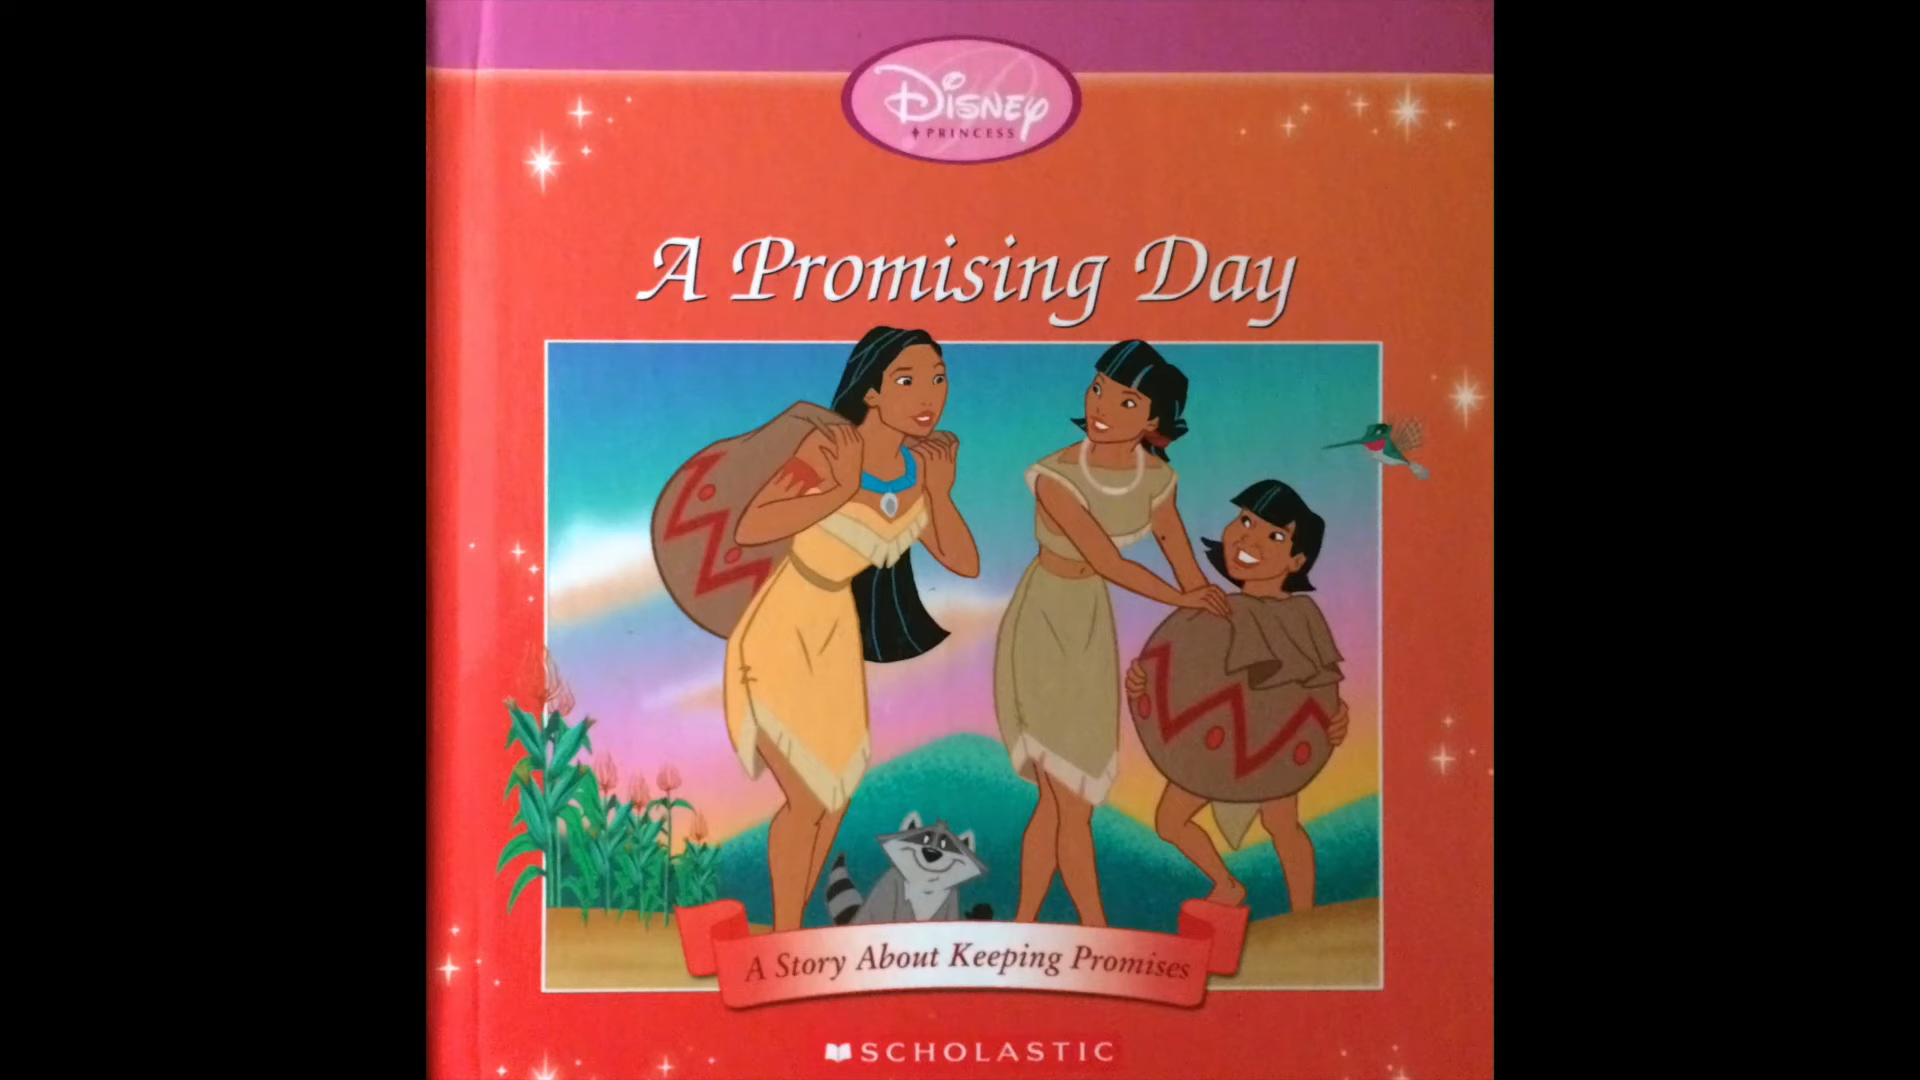 Disney
PRINCESS
A Promising Day
A Story About Keeping Promises
SCHOLASTIC